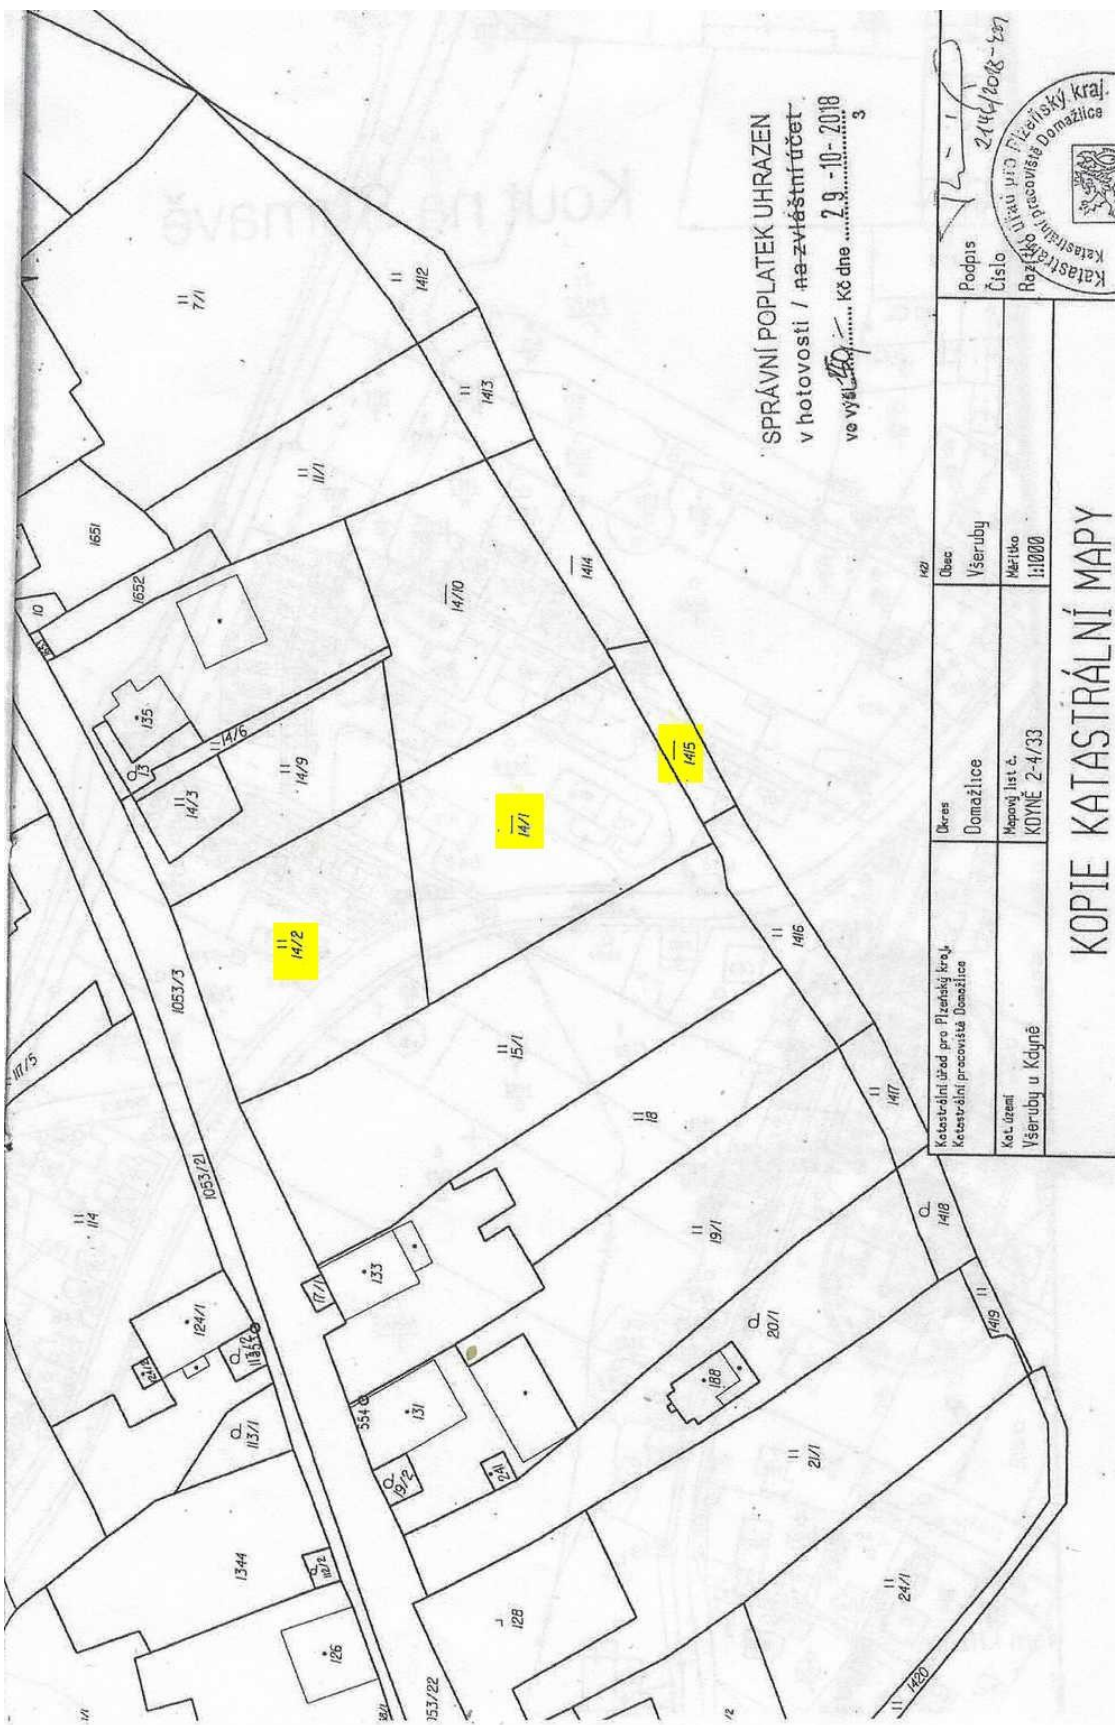 KOPIE KATASTRÁLNÍ MAPY
Katastrální úřad pro Plzeňský kraj,
Katastrální pracoviště Domažlice
Okres
Domažlice
Obec
Všeruby
Kat. území
Všeruby u Kdyně
Mapový list č.
KDYNĚ 2-4/33
Měřítko
1:1000
Podpis
Číslo
2146/2018-
Razítko
Katastrální úřad pro Plzeňský kraj
Katastrální pracoviště Domažlice
SPRÁVNÍ POPLATEK UHRAZEN
v hotovosti / na zvláštní účet
ve výši Kč dne 29 -10- 2018
3
Kout na
7/1
1412
1413
11/1
1651
1652
10
14/10
1414
135
13
14/6
14/3
14/9
14/1
1415
14/2
1053/3
117/5
1416
15/1
18
1417
1421
1053/21
114
17/1
133
19/1
1418
124/1
1419
20/1
188
554
131
113/1
19/2
241
21/1
1344
112/2
128
24/1
126
1420
153/22
/2